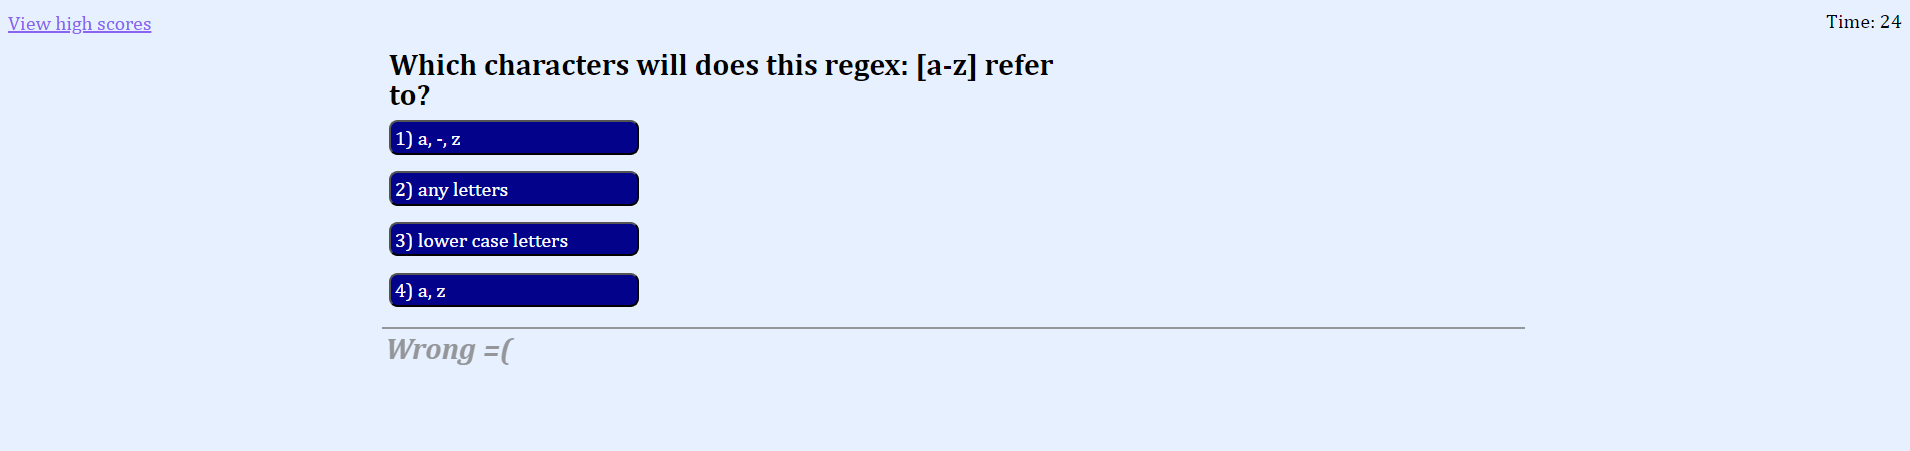 View high scores
Time: 24
Which characters will does this regex: [a-z] refer
to?
1) a, -, z
2) any letters
3) lower case letters
4) a, z
Wrong =(